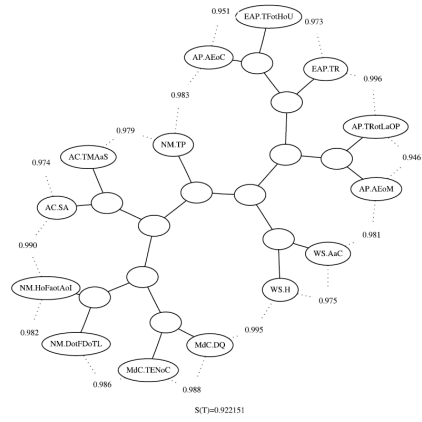 0.951
EAP.TFotHoU
0.973
AP.AEoC
EAP.TR
0.983
0.996
AP.TRotLaOP
0.979
NM.TP
AC.TMAaS
0.946
0.974
AP.AEoM
AC.SA
0.981
0.990
WS.AaC
NM.HoFaotAoI
WS.H
0.975
0.982
0.995
NM.DotFDoTL
MdC.DQ
MdC.TENoC
0.986
0.988
S(T)=0.922151